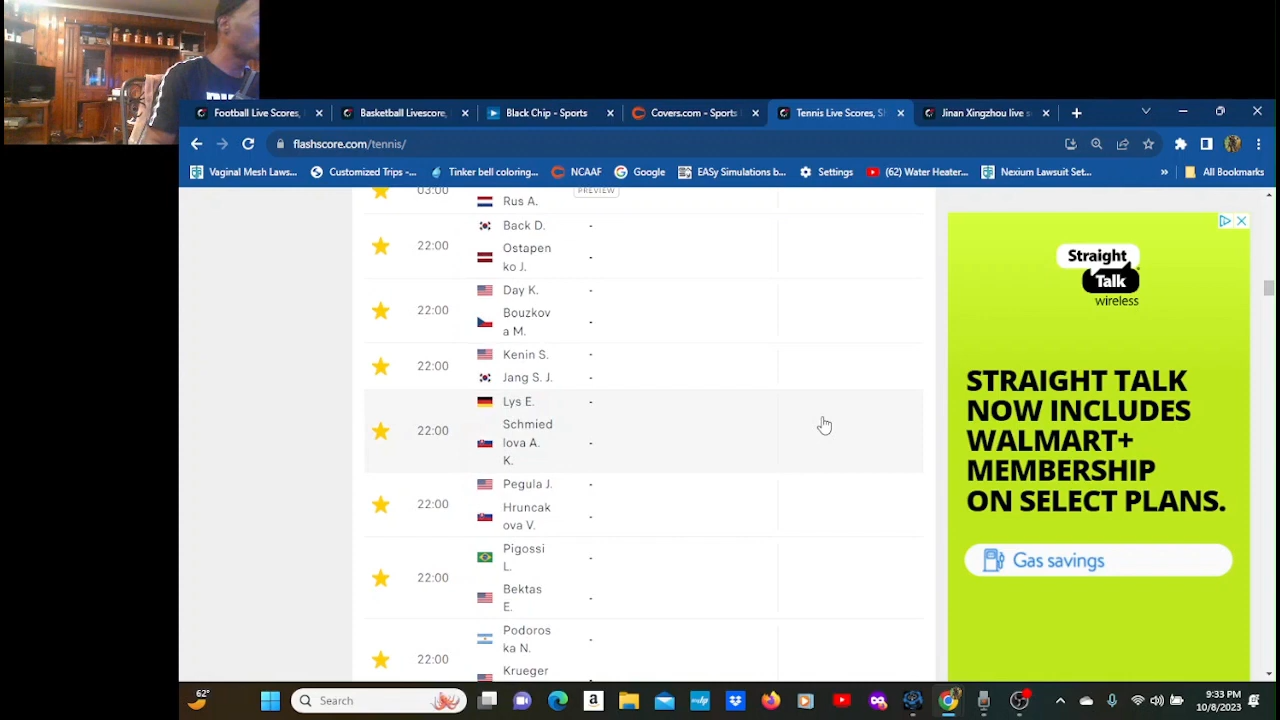 Football Live Scores,
Basketball Livescore,
Black Chip - Sports
Covers.com - Sports
Tennis Live Scores, S
Jinan Xingzhou live s
flashscore.com/tennis/
Vaginal Mesh Laws...
Customized Trips -...
Tinker bell coloring...
NCAAF
Google
EASy Simulations b...
Settings
(62) Water Heater...
Nexium Lawsuit Set...
»
All Bookmarks
03:00
PREVIEW
Rus A.
22:00
Back D.
-
Ostapen
ko J.
-
22:00
Day K.
-
Bouzkov
a M.
-
22:00
Kenin S.
-
Jang S. J.
-
22:00
Lys E.
-
Schmied
lova A.
K.
-
22:00
Pegula J.
-
Hruncak
ova V.
-
22:00
Pigossi
L.
-
Bektas
E.
-
22:00
Podoros
ka N.
-
Krueger
Straight
Talk
wireless
STRAIGHT TALK
NOW INCLUDES
WALMART+
MEMBERSHIP
ON SELECT PLANS.
Gas savings
62°
Search
9:33 PM
10/8/2023